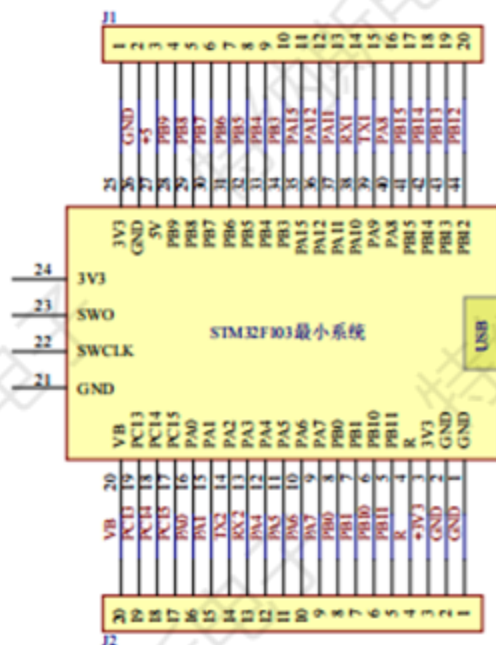 J1
1 2 3 4 5 6 7 8 9 10 11 12 13 14 15 16 17 18 19 20
GND +5 PB9 PB8 PB7 PB6 PB5 PB4 PB3 PA15 PA12 PA11 RX1 TX1 PA8 PB15 PB14 PB13 PB12
25 26 27 28 29 30 31 32 33 34 35 36 37 38 39 40 41 42 43 44
3V3 GND 5V PB9 PB8 PB7 PB6 PB5 PB4 PB3 PA15 PA12 PA11 PA10 PA9 PA8 PB15 PB14 PB13 PB12
24 3V3
23 SWO
STM32F103最小系统
USB
22 SWCLK
21 GND
VB PC13 PC14 PC15 PA0 PA1 PA2 PA3 PA4 PA5 PA6 PA7 PB0 PB1 PB10 PB11 R 3V3 GND GND
20 19 18 17 16 15 14 13 12 11 10 9 8 7 6 5 4 3 2 1
VB PC13 PC14 PC15 PA0 PA1 TX2 RX2 PA4 PA5 PA6 PA7 PB0 PB1 PB10 PB11 R +3V3 GND GND
20 19 18 17 16 15 14 13 12 11 10 9 8 7 6 5 4 3 2 1
J2